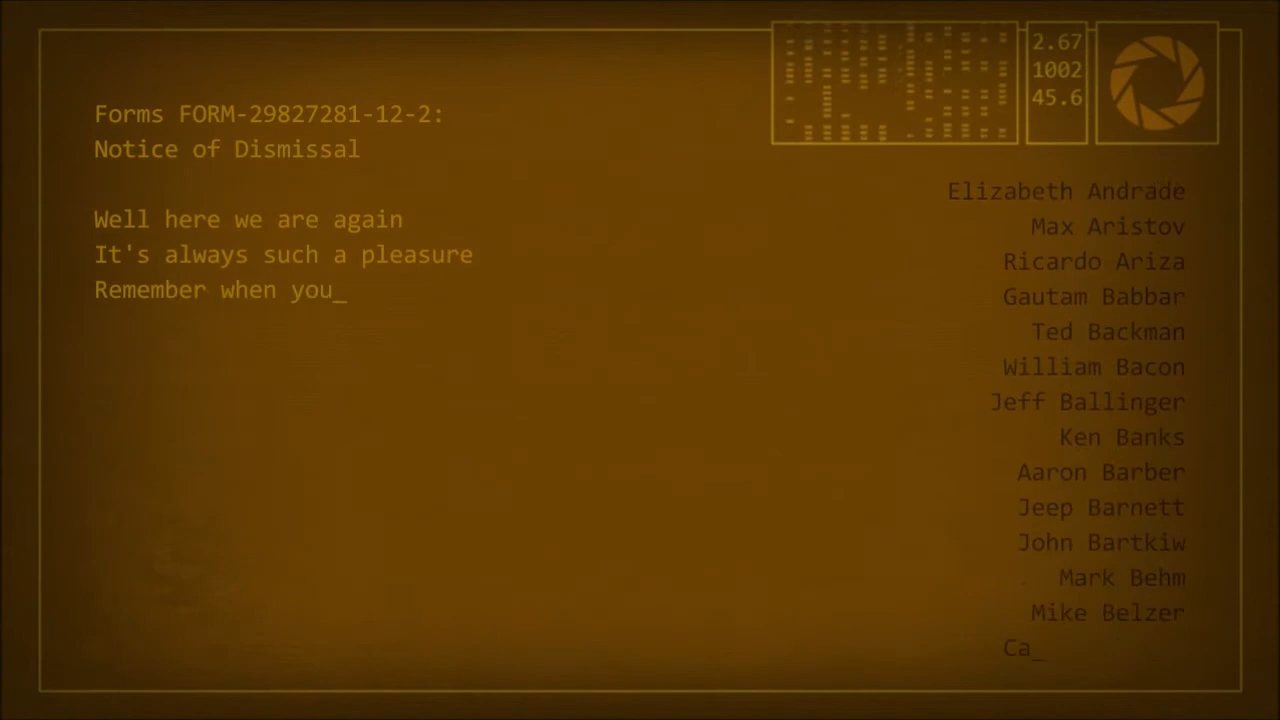 2.67
1002
45.6
Forms FORM-29827281-12-2:
Notice of Dismissal
Well here we are again
It's always such a pleasure
Remember when you_
Elizabeth Andrade
Max Aristov
Ricardo Ariza
Gautam Babbar
Ted Backman
William Bacon
Jeff Ballinger
Ken Banks
Aaron Barber
Jeep Barnett
John Bartkiw
Mark Behm
Mike Belzer
Ca_